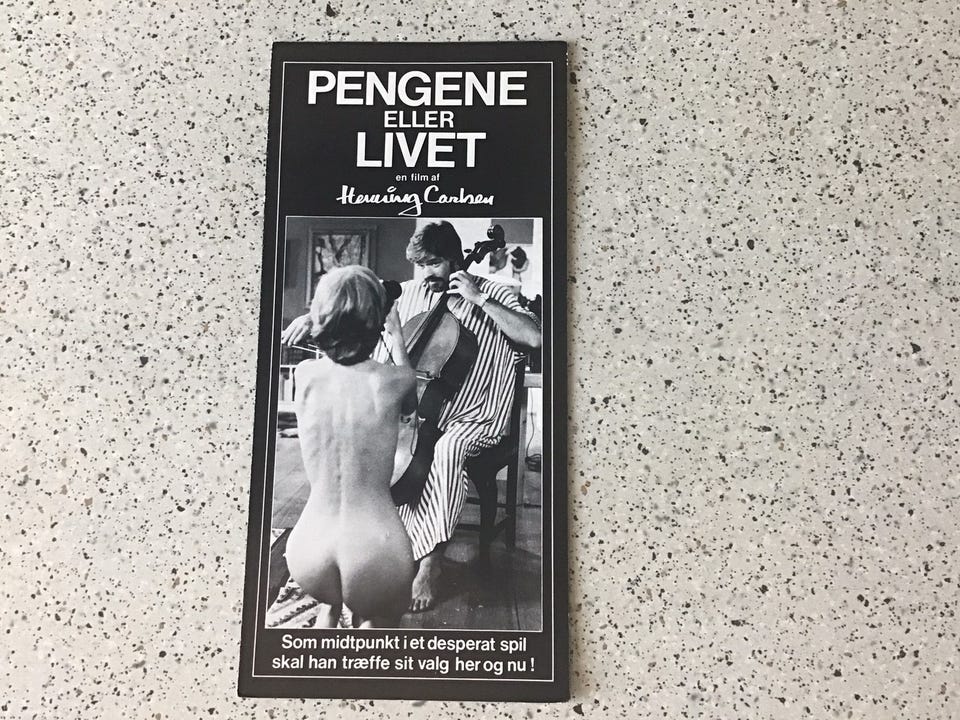 PENGENE
ELLER
LIVET
en film af
Henning Carlsen
Som midtpunkt i et desperat spil
skal han træffe sit valg her og nu !